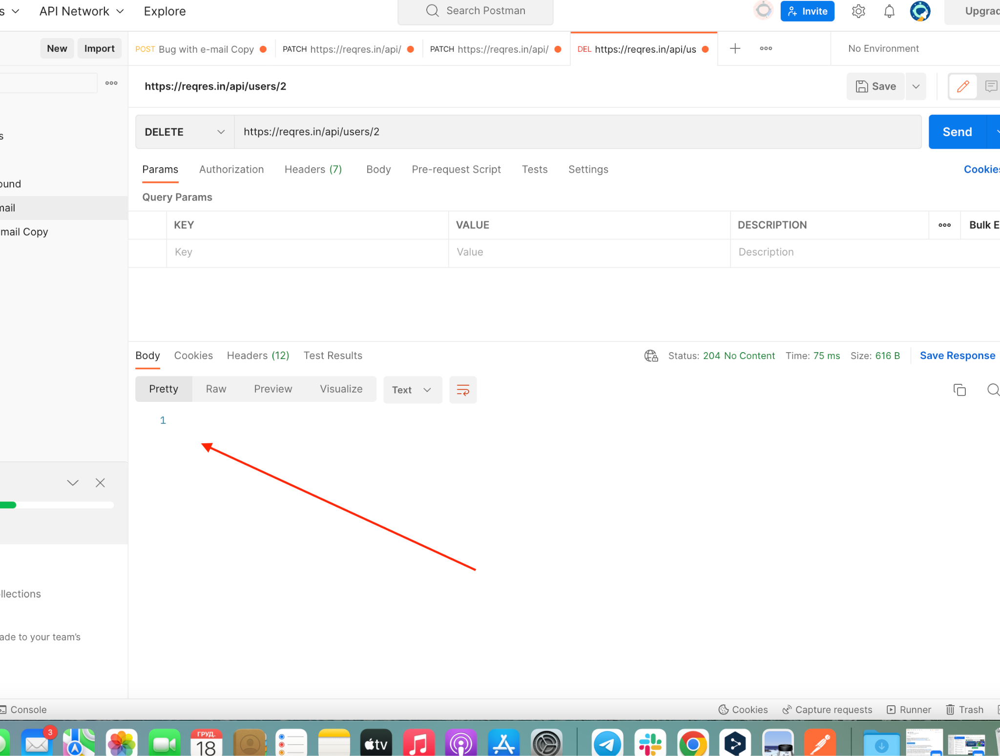 s
API Network
Explore
Search Postman
Invite
Upgrad
New
Import
POST Bug with e-mail Copy
PATCH https://reqres.in/api/
PATCH https://reqres.in/api/
DEL https://reqres.in/api/us
No Environment
https://reqres.in/api/users/2
Save
DELETE
https://reqres.in/api/users/2
Send
s
ound
mail
mail Copy
Params
Authorization
Headers (7)
Body
Pre-request Script
Tests
Settings
Cookies
Query Params
KEY
VALUE
DESCRIPTION
Bulk E
Key
Value
Description
Body
Cookies
Headers (12)
Test Results
Status: 204 No Content
Time: 75 ms
Size: 616 B
Save Response
Pretty
Raw
Preview
Visualize
Text
1
llections
ade to your team’s
Console
Cookies
Capture requests
Runner
Trash
3
ГРУД.
18
tv